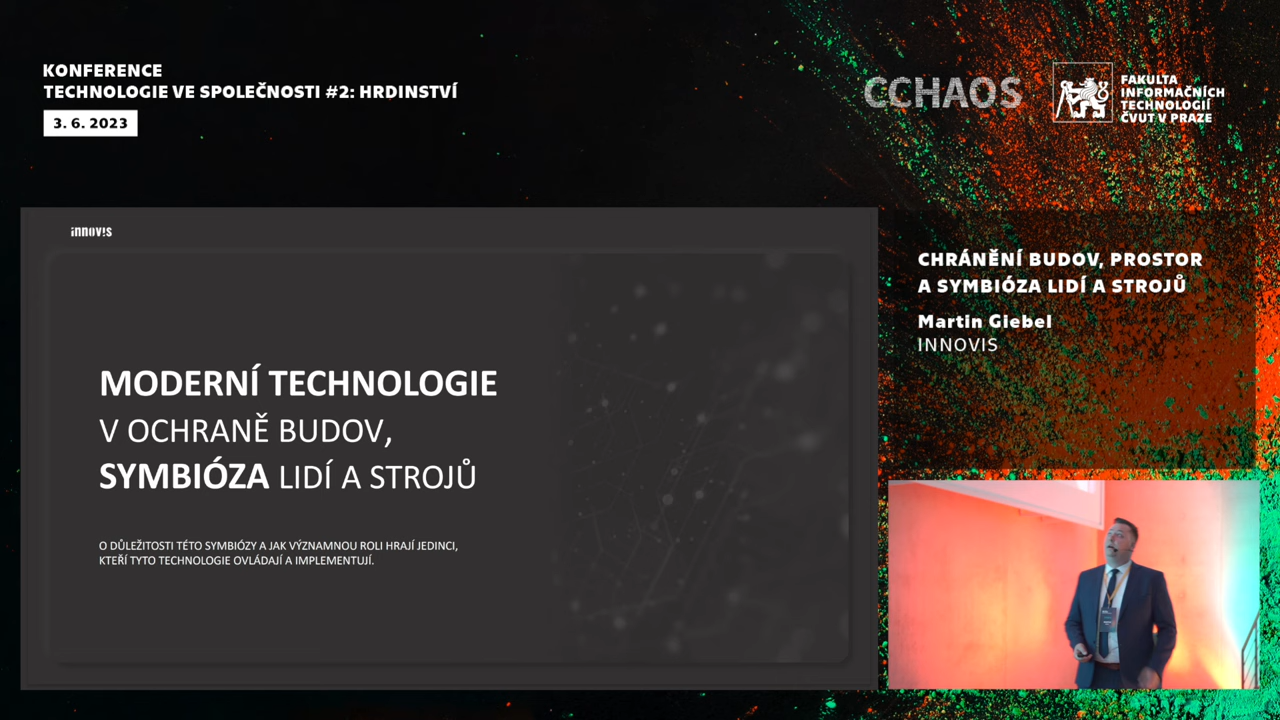 KONFERENCE
TECHNOLOGIE VE SPOLEČNOSTI #2: HRDINSTVÍ
3. 6. 2023
CCHAOS
FAKULTA
INFORMAČNÍCH
TECHNOLOGIÍ
ČVUT V PRAZE
innovis
MODERNÍ TECHNOLOGIE
V OCHRANĚ BUDOV,
SYMBIÓZA LIDÍ A STROJŮ
O DŮLEŽITOSTI TÉTO SYMBIÓZY A JAK VÝZNAMNOU ROLI HRAJÍ JEDINCI,
KTEŘÍ TYTO TECHNOLOGIE OVLÁDAJÍ A IMPLEMENTUJÍ.
CHRÁNĚNÍ BUDOV, PROSTOR
A SYMBIÓZA LIDÍ A STROJŮ
Martin Giebel
INNOVIS